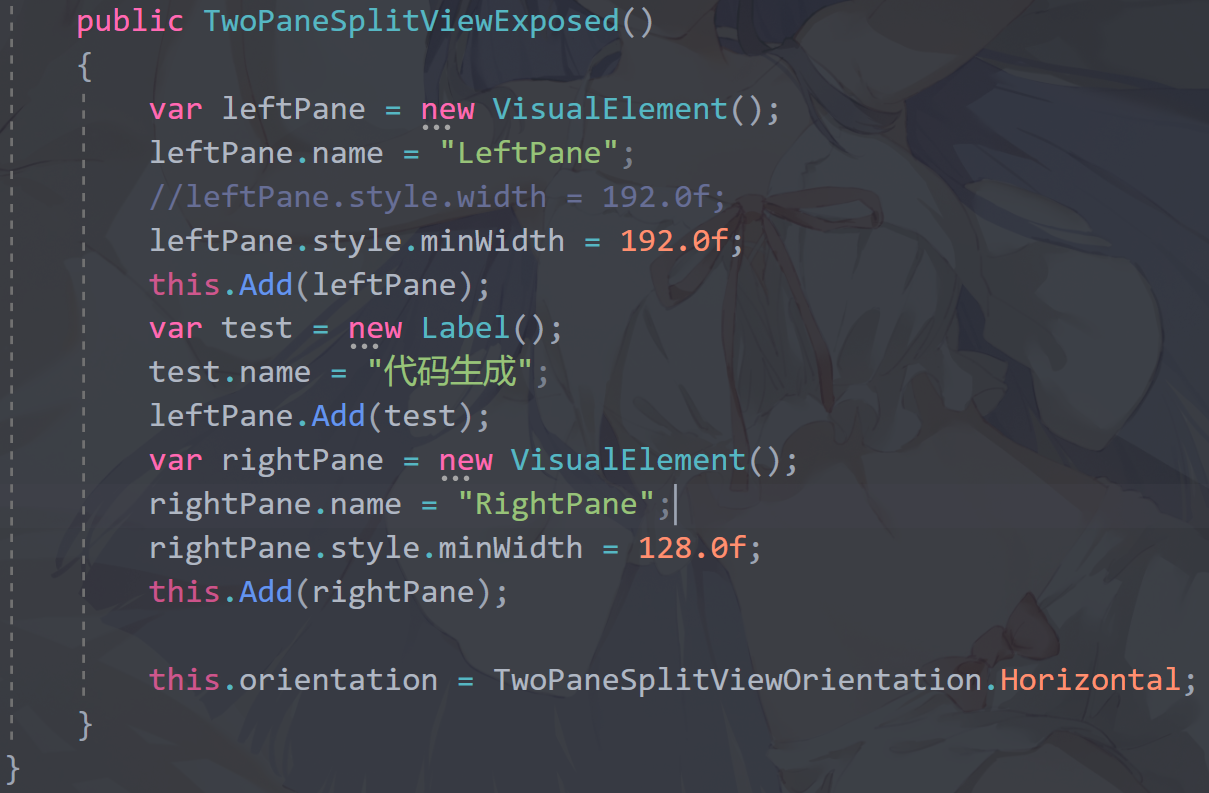 public TwoPaneSplitViewExposed()
{
var leftPane = new VisualElement();
leftPane.name = "LeftPane";
//leftPane.style.width = 192.0f;
leftPane.style.minWidth = 192.0f;
this.Add(leftPane);
var test = new Label();
test.name = "代码生成";
leftPane.Add(test);
var rightPane = new VisualElement();
rightPane.name = "RightPane";
rightPane.style.minWidth = 128.0f;
this.Add(rightPane);
this.orientation = TwoPaneSplitViewOrientation.Horizontal;
}
}